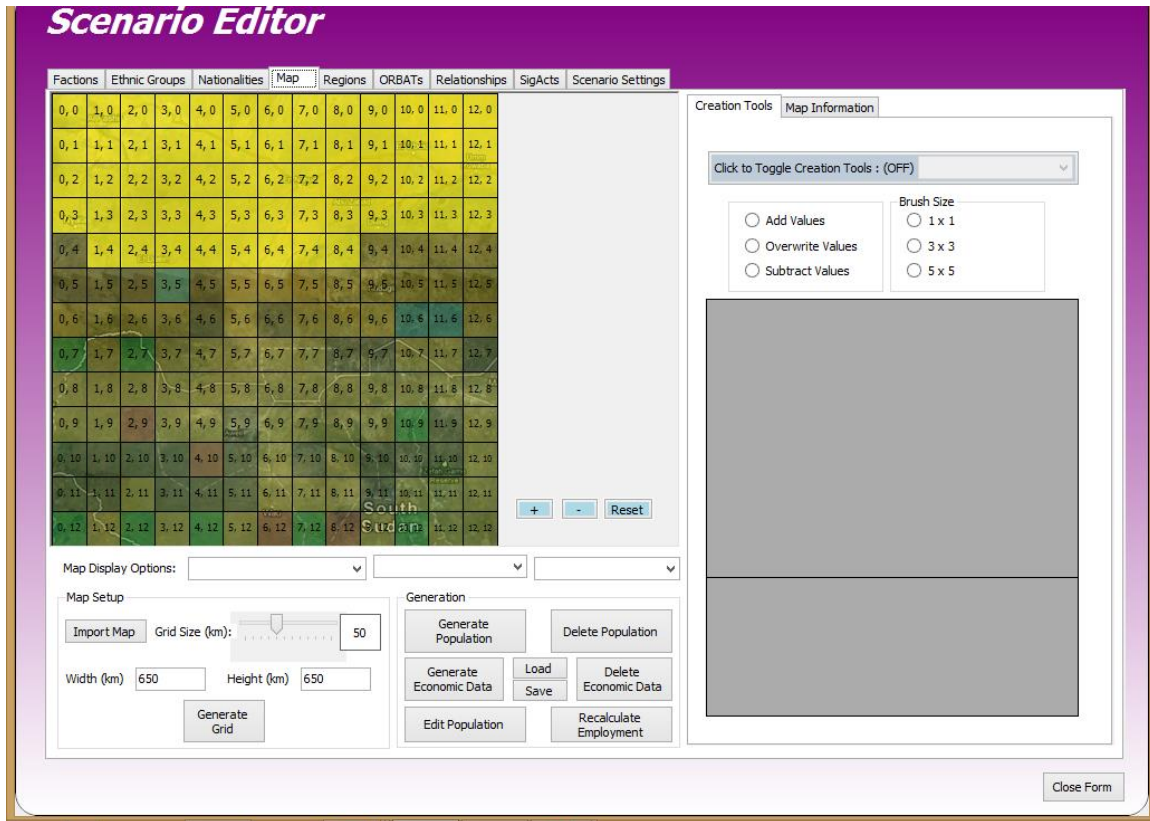 Scenario Editor
Factions Ethnic Groups Nationalities Map Regions ORBATs Relationships SigActs Scenario Settings
Creation Tools Map Information
0, 0 1, 0 2, 0 3, 0 4, 0 5, 0 6, 0 7, 0 8, 0 9, 0 10, 0 11, 0 12, 0
0, 1 1, 1 2, 1 3, 1 4, 1 5, 1 6, 1 7, 1 8, 1 9, 1 10, 1 11, 1 12, 1
0, 2 1, 2 2, 2 3, 2 4, 2 5, 2 6, 2 7, 2 8, 2 9, 2 10, 2 11, 2 12, 2
0, 3 1, 3 2, 3 3, 3 4, 3 5, 3 6, 3 7, 3 8, 3 9, 3 10, 3 11, 3 12, 3
0, 4 1, 4 2, 4 3, 4 4, 4 5, 4 6, 4 7, 4 8, 4 9, 4 10, 4 11, 4 12, 4
0, 5 1, 5 2, 5 3, 5 4, 5 5, 5 6, 5 7, 5 8, 5 9, 5 10, 5 11, 5 12, 5
0, 6 1, 6 2, 6 3, 6 4, 6 5, 6 6, 6 7, 6 8, 6 9, 6 10, 6 11, 6 12, 6
0, 7 1, 7 2, 7 3, 7 4, 7 5, 7 6, 7 7, 7 8, 7 9, 7 10, 7 11, 7 12, 7
0, 8 1, 8 2, 8 3, 8 4, 8 5, 8 6, 8 7, 8 8, 8 9, 8 10, 8 11, 8 12, 8
0, 9 1, 9 2, 9 3, 9 4, 9 5, 9 6, 9 7, 9 8, 9 9, 9 10, 9 11, 9 12, 9
0, 10 1, 10 2, 10 3, 10 4, 10 5, 10 6, 10 7, 10 8, 10 9, 10 10, 10 11, 10 12, 10
0, 11 1, 11 2, 11 3, 11 4, 11 5, 11 6, 11 7, 11 8, 11 9, 11 10, 11 11, 11 12, 11
South
Sudan
0, 12 1, 12 2, 12 3, 12 4, 12 5, 12 6, 12 7, 12 8, 12 9, 12 10, 12 11, 12 12, 12
+ - Reset
Click to Toggle Creation Tools : (OFF)
Add Values
Overwrite Values
Subtract Values
Brush Size
1 x 1
3 x 3
5 x 5
Map Display Options:
Map Setup
Import Map Grid Size (km): 50
Width (km) 650 Height (km) 650
Generate
Grid
Generation
Generate
Population
Delete Population
Generate
Economic Data
Load
Save
Delete
Economic Data
Edit Population
Recalculate
Employment
Close Form